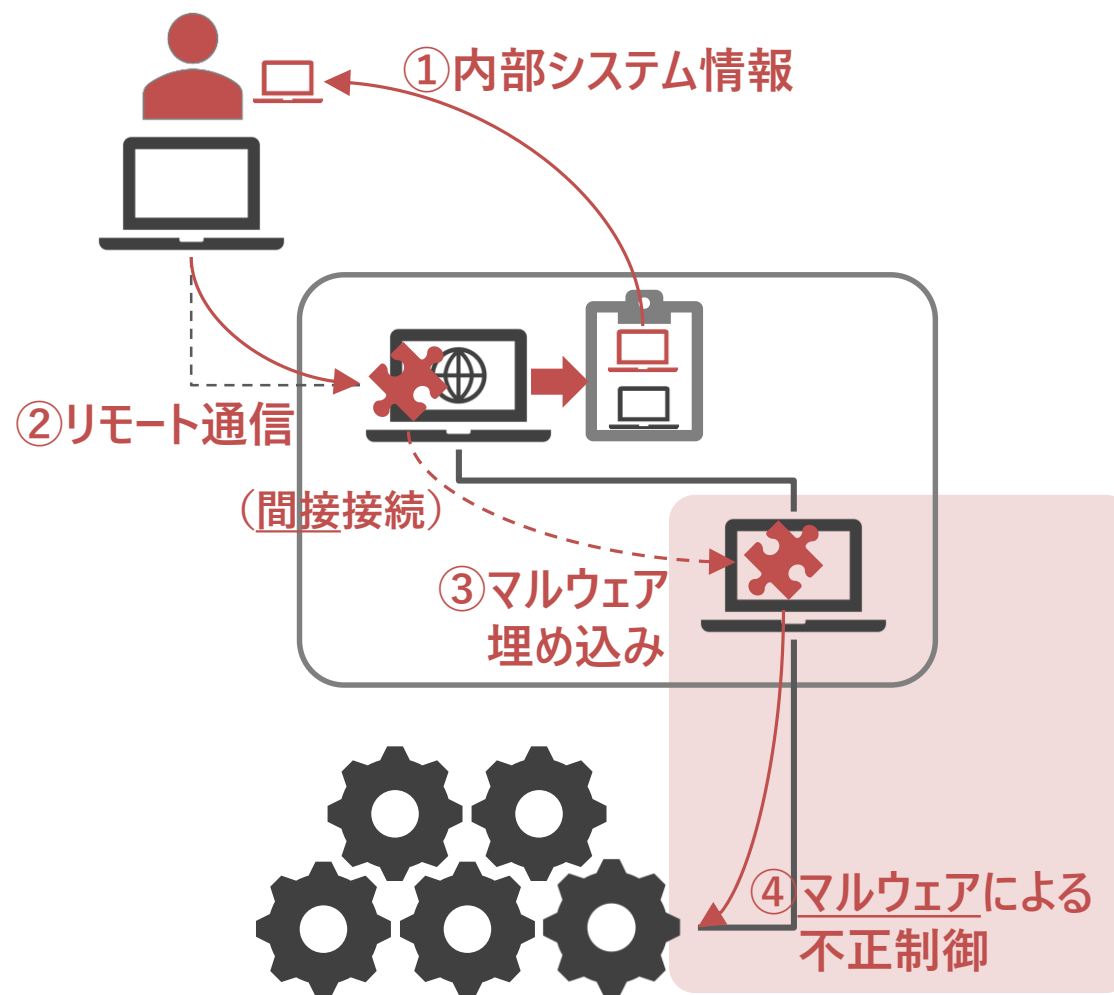 ①内部システム情報
②リモート通信
（間接接続）
③マルウェア
埋め込み
④マルウェアによる
不正制御